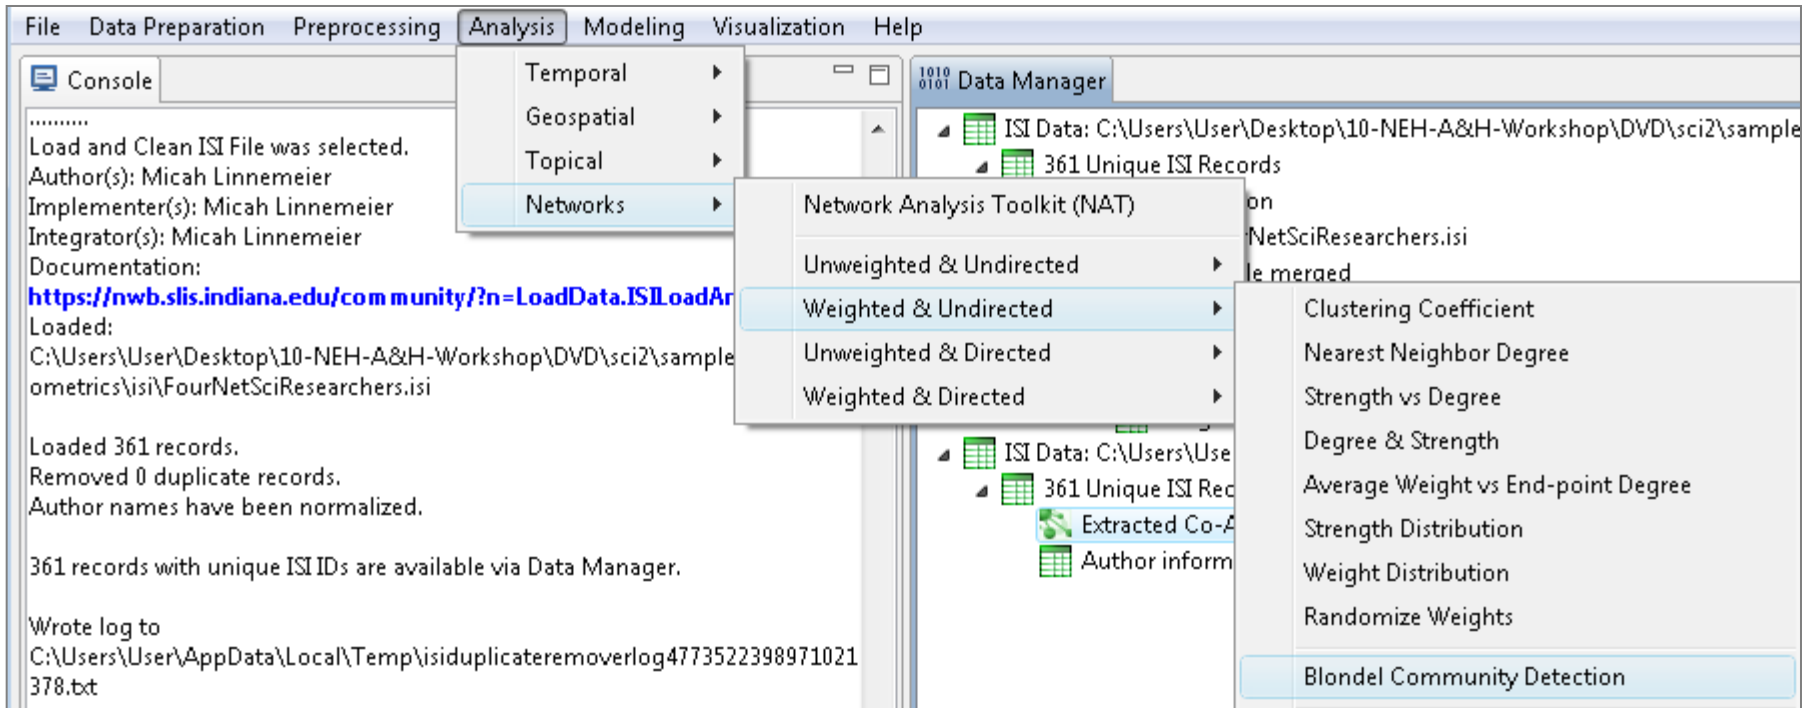 File Data Preparation Preprocessing Analysis Modeling Visualization Help
Console
..........
Load and Clean ISI File was selected.
Author(s): Micah Linnemeier
Implementer(s): Micah Linnemeier
Integrator(s): Micah Linnemeier
Documentation:
https://nwb.slis.indiana.edu/community/?n=LoadData.ISILoadAr
Loaded:
C:\Users\User\Desktop\10-NEH-A&H-Workshop\DVD\sci2\sample
ometrics\isi\FourNetSciResearchers.isi
Loaded 361 records.
Removed 0 duplicate records.
Author names have been normalized.
361 records with unique ISI IDs are available via Data Manager.
Wrote log to
C:\Users\User\AppData\Local\Temp\isiduplicateremoverlog4773522398971021
378.txt
Temporal
Geospatial
Topical
Networks
Network Analysis Toolkit (NAT)
Unweighted & Undirected
Weighted & Undirected
Unweighted & Directed
Weighted & Directed
Clustering Coefficient
Nearest Neighbor Degree
Strength vs Degree
Degree & Strength
Average Weight vs End-point Degree
Strength Distribution
Weight Distribution
Randomize Weights
Blondel Community Detection
1010
0101 Data Manager
ISI Data: C:\Users\User\Desktop\10-NEH-A&H-Workshop\DVD\sci2\sample
361 Unique ISI Records
on
NetSciResearchers.isi
le merged
ISI Data: C:\Users\Use
361 Unique ISI Rec
Extracted Co-A
Author inform